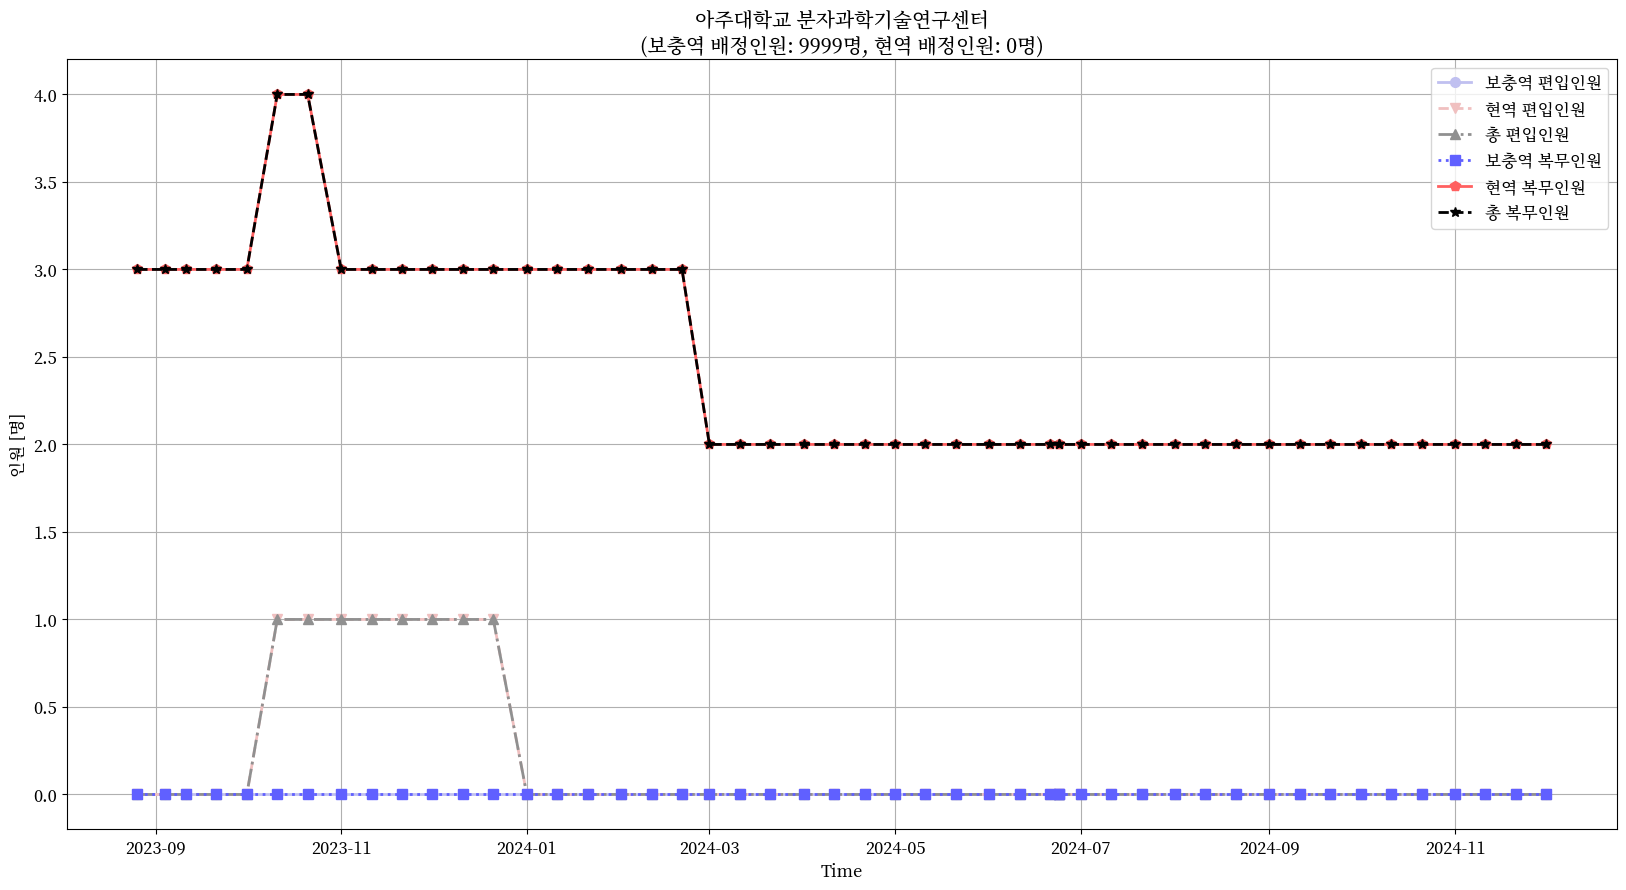 아주대학교 분자과학기술연구센터
(보충역 배정인원: 9999명, 현역 배정인원: 0명)
보충역 편입인원
현역 편입인원
총 편입인원
보충역 복무인원
현역 복무인원
총 복무인원
4.0
3.5
3.0
2.5
2.0
1.5
1.0
0.5
0.0
인원 [명]
2023-09 2023-11 2024-01 2024-03 2024-05 2024-07 2024-09 2024-11
Time